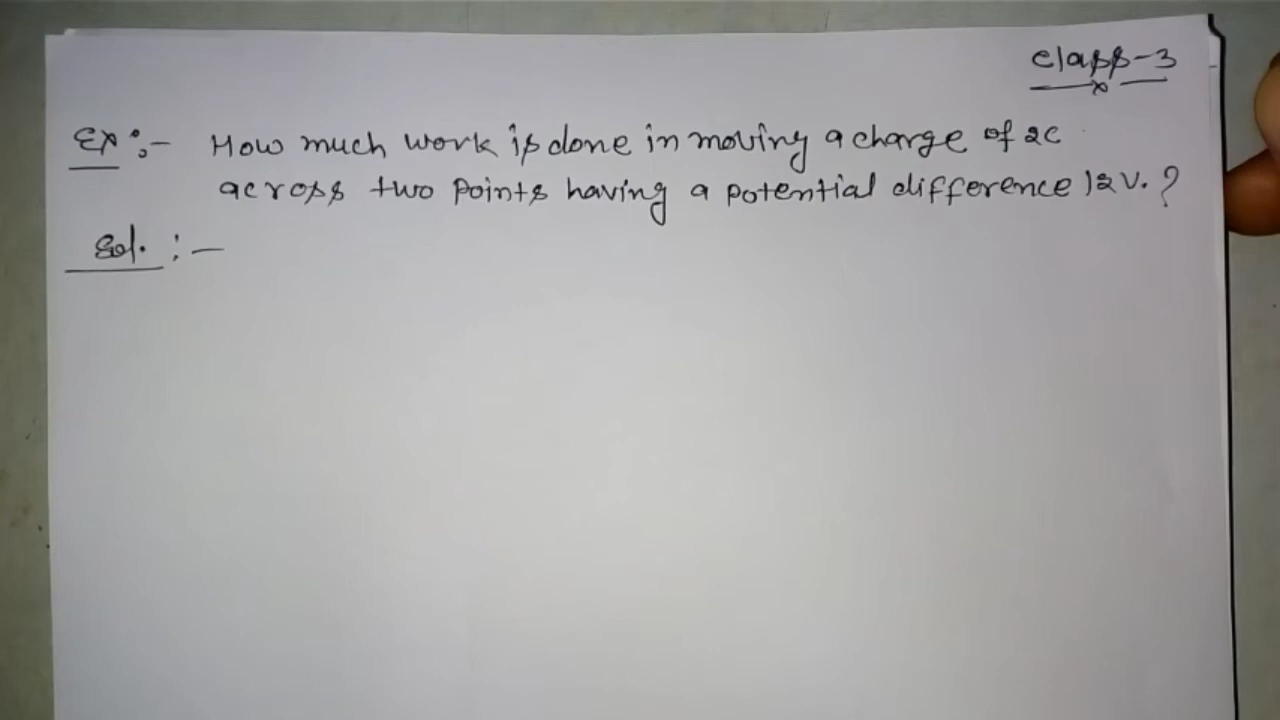 Class-3
Ex:- How much work is done in moving a charge of 2C
across two points having a potential difference 12V.?
Sol. :-